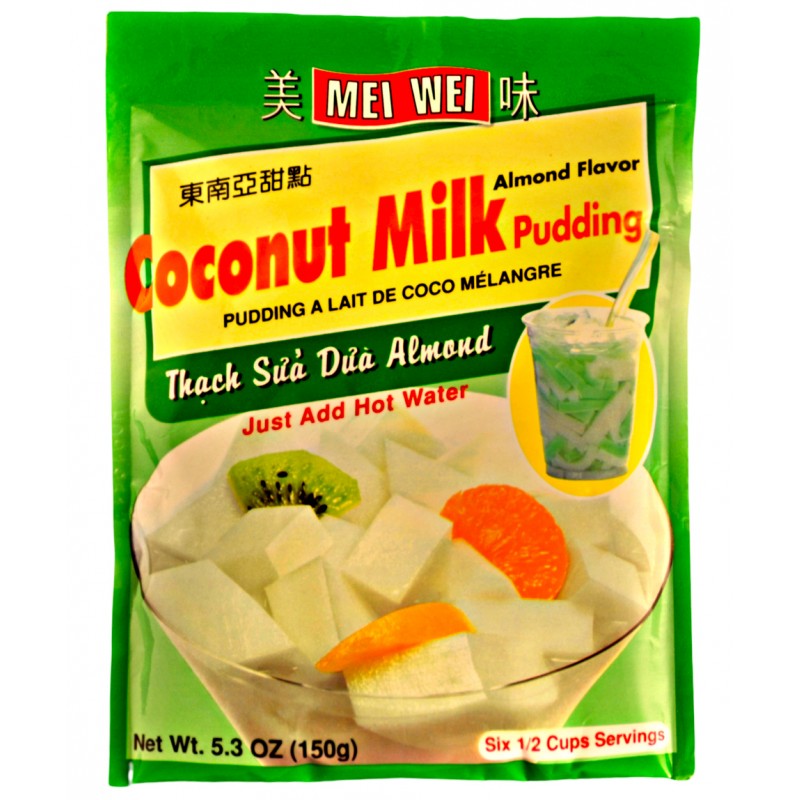 美 MEI WEI 味
東南亞甜點
Almond Flavor
Coconut Milk Pudding
PUDDING A LAIT DE COCO MÉLANGRE
Thạch Sửả Dừà Almond
Just Add Hot Water
Net Wt. 5.3 OZ (150g)
Six 1/2 Cups Servings